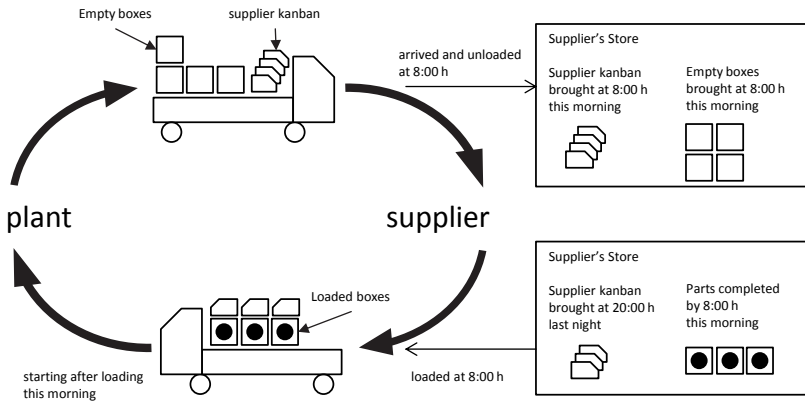 Empty boxes
supplier kanban
arrived and unloaded
at 8:00 h
Supplier's Store
Supplier kanban
brought at 8:00 h
this morning
Empty boxes
brought at 8:00 h
this morning
plant
supplier
Loaded boxes
starting after loading
this morning
loaded at 8:00 h
Supplier's Store
Supplier kanban
brought at 20:00 h
last night
Parts completed
by 8:00 h
this morning